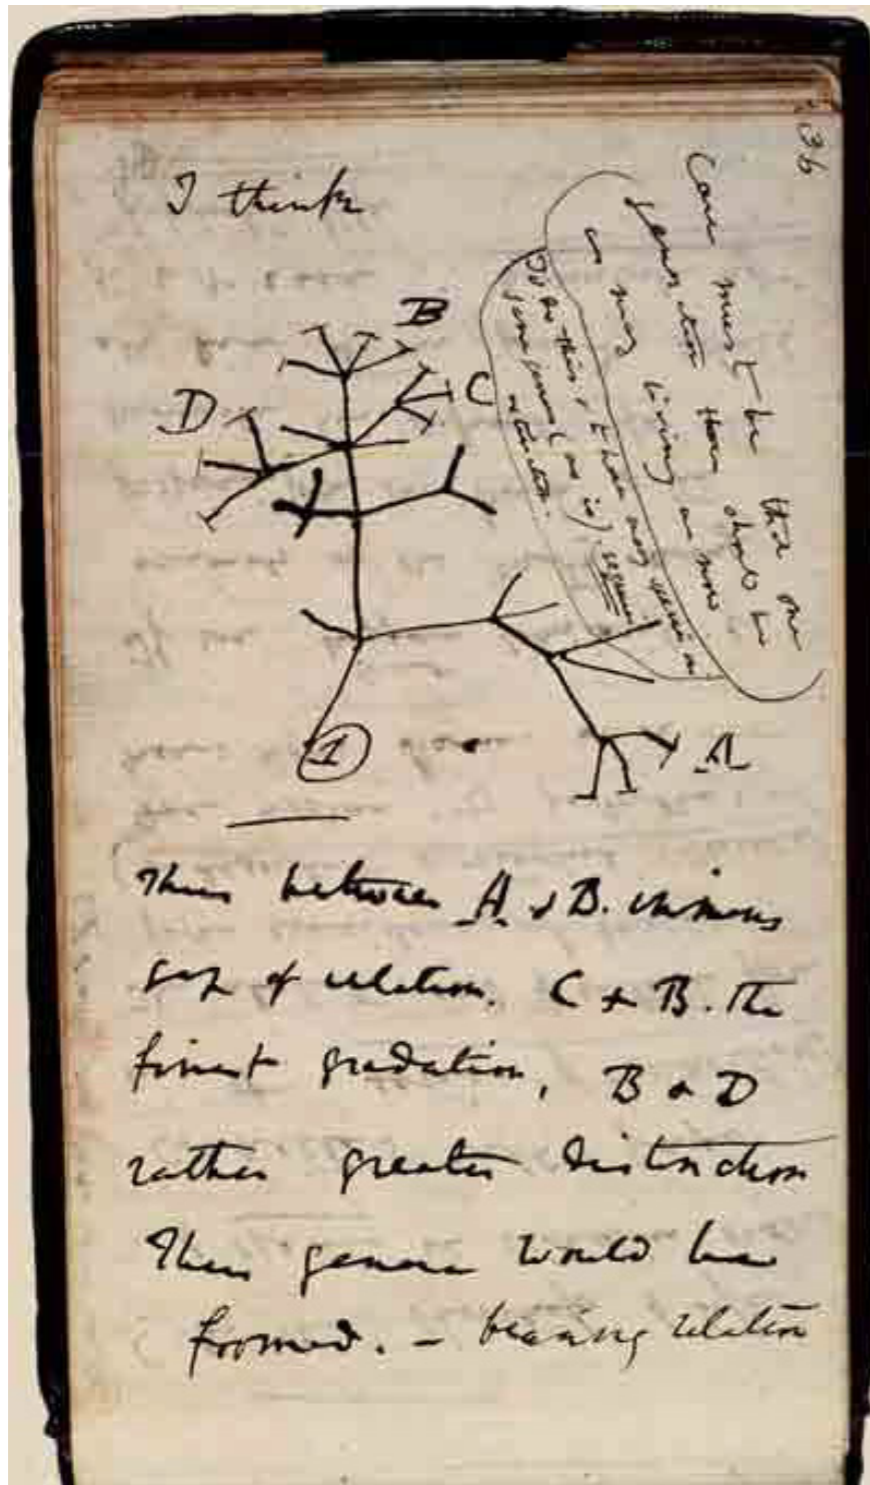 36
I think
Case must be that one
generation then should be
as many living as now
To do this & to have many species in
same genus (as is). requires
extinction.
B
C
D
1
A
Thus between A & B. immens
gap of relation. C & B. The
finest gradation, B & D
rather greater distinction
Thus genera would be
formed. — bearing relation